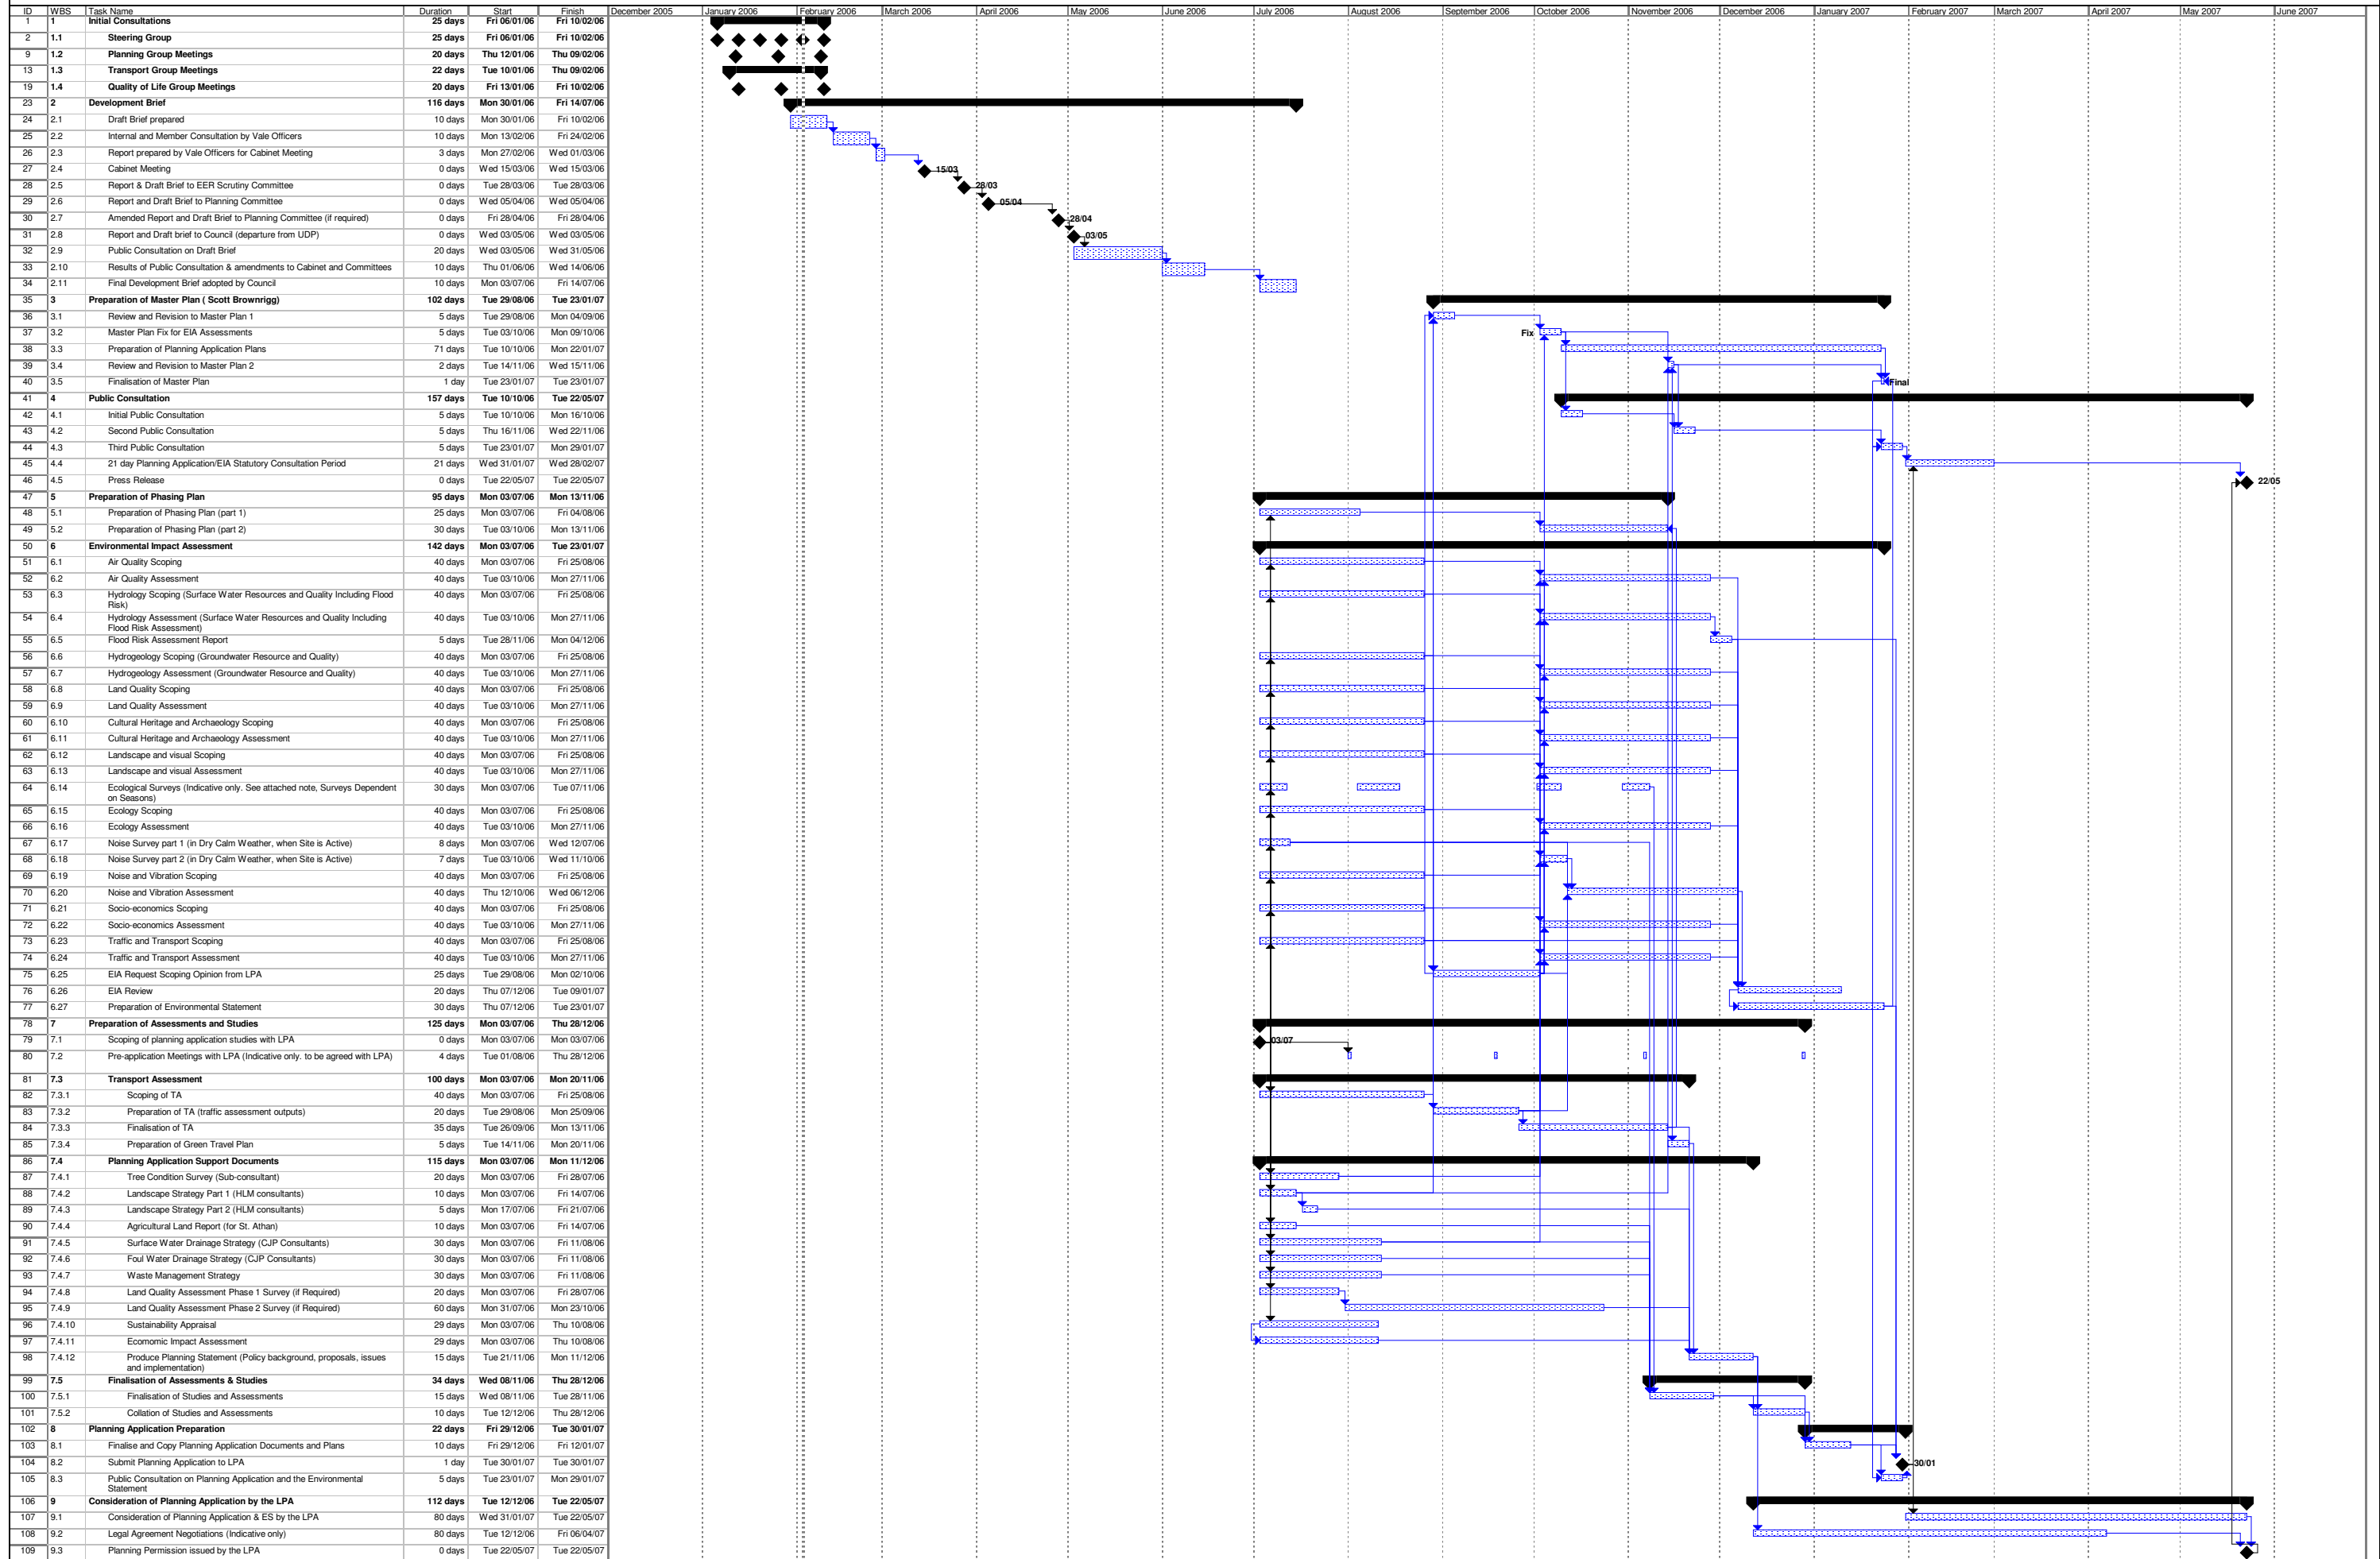 ID WBS Task Name Duration Start Finish December 2005 January 2006 February 2006 March 2006 April 2006 May 2006 June 2006 July 2006 August 2006 September 2006 October 2006 November 2006 December 2006 January 2007 February 2007 March 2007 April 2007 May 2007 June 2007
1 1 Initial Consultations 25 days Fri 06/01/06 Fri 10/02/06
2 1.1 Steering Group 25 days Fri 06/01/06 Fri 10/02/06
9 1.2 Planning Group Meetings 20 days Thu 12/01/06 Thu 09/02/06
13 1.3 Transport Group Meetings 22 days Tue 10/01/06 Thu 09/02/06
19 1.4 Quality of Life Group Meetings 20 days Fri 13/01/06 Fri 10/02/06
23 2 Development Brief 116 days Mon 30/01/06 Fri 14/07/06
24 2.1 Draft Brief prepared 10 days Mon 30/01/06 Fri 10/02/06
25 2.2 Internal and Member Consultation by Vale Officers 10 days Mon 13/02/06 Fri 24/02/06
26 2.3 Report prepared by Vale Officers for Cabinet Meeting 3 days Mon 27/02/06 Wed 01/03/06
27 2.4 Cabinet Meeting 0 days Wed 15/03/06 Wed 15/03/06 15/03
28 2.5 Report & Draft Brief to EER Scrutiny Committee 0 days Tue 28/03/06 Tue 28/03/06 28/03
29 2.6 Report and Draft Brief to Planning Committee 0 days Wed 05/04/06 Wed 05/04/06 05/04
30 2.7 Amended Report and Draft Brief to Planning Committee (if required) 0 days Fri 28/04/06 Fri 28/04/06 28/04
31 2.8 Report and Draft brief to Council (departure from UDP) 0 days Wed 03/05/06 Wed 03/05/06 03/05
32 2.9 Public Consultation on Draft Brief 20 days Wed 03/05/06 Wed 31/05/06
33 2.10 Results of Public Consultation & amendments to Cabinet and Committees 10 days Thu 01/06/06 Wed 14/06/06
34 2.11 Final Development Brief adopted by Council 10 days Mon 03/07/06 Fri 14/07/06
35 3 Preparation of Master Plan ( Scott Brownrigg) 102 days Tue 29/08/06 Tue 23/01/07
36 3.1 Review and Revision to Master Plan 1 5 days Tue 29/08/06 Mon 04/09/06
37 3.2 Master Plan Fix for EIA Assessments 5 days Tue 03/10/06 Mon 09/10/06 Fix
38 3.3 Preparation of Planning Application Plans 71 days Tue 10/10/06 Mon 22/01/07
39 3.4 Review and Revision to Master Plan 2 2 days Tue 14/11/06 Wed 15/11/06
40 3.5 Finalisation of Master Plan 1 day Tue 23/01/07 Tue 23/01/07 Final
41 4 Public Consultation 157 days Tue 10/10/06 Tue 22/05/07
42 4.1 Initial Public Consultation 5 days Tue 10/10/06 Mon 16/10/06
43 4.2 Second Public Consultation 5 days Thu 16/11/06 Wed 22/11/06
44 4.3 Third Public Consultation 5 days Tue 23/01/07 Mon 29/01/07
45 4.4 21 day Planning Application/EIA Statutory Consultation Period 21 days Wed 31/01/07 Wed 28/02/07
46 4.5 Press Release 0 days Tue 22/05/07 Tue 22/05/07 22/05
47 5 Preparation of Phasing Plan 95 days Mon 03/07/06 Mon 13/11/06
48 5.1 Preparation of Phasing Plan (part 1) 25 days Mon 03/07/06 Fri 04/08/06
49 5.2 Preparation of Phasing Plan (part 2) 30 days Tue 03/10/06 Mon 13/11/06
50 6 Environmental Impact Assessment 142 days Mon 03/07/06 Tue 23/01/07
51 6.1 Air Quality Scoping 40 days Mon 03/07/06 Fri 25/08/06
52 6.2 Air Quality Assessment 40 days Tue 03/10/06 Mon 27/11/06
53 6.3 Hydrology Scoping (Surface Water Resources and Quality Including Flood 40 days Mon 03/07/06 Fri 25/08/06
Risk)
54 6.4 Hydrology Assessment (Surface Water Resources and Quality Including 40 days Tue 03/10/06 Mon 27/11/06
Flood Risk Assessment)
55 6.5 Flood Risk Assessment Report 5 days Tue 28/11/06 Mon 04/12/06
56 6.6 Hydrogeology Scoping (Groundwater Resource and Quality) 40 days Mon 03/07/06 Fri 25/08/06
57 6.7 Hydrogeology Assessment (Groundwater Resource and Quality) 40 days Tue 03/10/06 Mon 27/11/06
58 6.8 Land Quality Scoping 40 days Mon 03/07/06 Fri 25/08/06
59 6.9 Land Quality Assessment 40 days Tue 03/10/06 Mon 27/11/06
60 6.10 Cultural Heritage and Archaeology Scoping 40 days Mon 03/07/06 Fri 25/08/06
61 6.11 Cultural Heritage and Archaeology Assessment 40 days Tue 03/10/06 Mon 27/11/06
62 6.12 Landscape and visual Scoping 40 days Mon 03/07/06 Fri 25/08/06
63 6.13 Landscape and visual Assessment 40 days Tue 03/10/06 Mon 27/11/06
64 6.14 Ecological Surveys (Indicative only. See attached note, Surveys Dependent 30 days Mon 03/07/06 Tue 07/11/06
on Seasons)
65 6.15 Ecology Scoping 40 days Mon 03/07/06 Fri 25/08/06
66 6.16 Ecology Assessment 40 days Tue 03/10/06 Mon 27/11/06
67 6.17 Noise Survey part 1 (in Dry Calm Weather, when Site is Active) 8 days Mon 03/07/06 Wed 12/07/06
68 6.18 Noise Survey part 2 (in Dry Calm Weather, when Site is Active) 7 days Tue 03/10/06 Wed 11/10/06
69 6.19 Noise and Vibration Scoping 40 days Mon 03/07/06 Fri 25/08/06
70 6.20 Noise and Vibration Assessment 40 days Thu 12/10/06 Wed 06/12/06
71 6.21 Socio-economics Scoping 40 days Mon 03/07/06 Fri 25/08/06
72 6.22 Socio-economics Assessment 40 days Tue 03/10/06 Mon 27/11/06
73 6.23 Traffic and Transport Scoping 40 days Mon 03/07/06 Fri 25/08/06
74 6.24 Traffic and Transport Assessment 40 days Tue 03/10/06 Mon 27/11/06
75 6.25 EIA Request Scoping Opinion from LPA 25 days Tue 29/08/06 Mon 02/10/06
76 6.26 EIA Review 20 days Thu 07/12/06 Tue 09/01/07
77 6.27 Preparation of Environmental Statement 30 days Thu 07/12/06 Tue 23/01/07
78 7 Preparation of Assessments and Studies 125 days Mon 03/07/06 Thu 28/12/06
79 7.1 Scoping of planning application studies with LPA 0 days Mon 03/07/06 Mon 03/07/06 03/07
80 7.2 Pre-application Meetings with LPA (Indicative only. to be agreed with LPA) 4 days Tue 01/08/06 Thu 28/12/06
81 7.3 Transport Assessment 100 days Mon 03/07/06 Mon 20/11/06
82 7.3.1 Scoping of TA 40 days Mon 03/07/06 Fri 25/08/06
83 7.3.2 Preparation of TA (traffic assessment outputs) 20 days Tue 29/08/06 Mon 25/09/06
84 7.3.3 Finalisation of TA 35 days Tue 26/09/06 Mon 13/11/06
85 7.3.4 Preparation of Green Travel Plan 5 days Tue 14/11/06 Mon 20/11/06
86 7.4 Planning Application Support Documents 115 days Mon 03/07/06 Mon 11/12/06
87 7.4.1 Tree Condition Survey (Sub-consultant) 20 days Mon 03/07/06 Fri 28/07/06
88 7.4.2 Landscape Strategy Part 1 (HLM consultants) 10 days Mon 03/07/06 Fri 14/07/06
89 7.4.3 Landscape Strategy Part 2 (HLM consultants) 5 days Mon 17/07/06 Fri 21/07/06
90 7.4.4 Agricultural Land Report (for St. Athan) 10 days Mon 03/07/06 Fri 14/07/06
91 7.4.5 Surface Water Drainage Strategy (CJP Consultants) 30 days Mon 03/07/06 Fri 11/08/06
92 7.4.6 Foul Water Drainage Strategy (CJP Consultants) 30 days Mon 03/07/06 Fri 11/08/06
93 7.4.7 Waste Management Strategy 30 days Mon 03/07/06 Fri 11/08/06
94 7.4.8 Land Quality Assessment Phase 1 Survey (if Required) 20 days Mon 03/07/06 Fri 28/07/06
95 7.4.9 Land Quality Assessment Phase 2 Survey (if Required) 60 days Mon 31/07/06 Mon 23/10/06
96 7.4.10 Sustainability Appraisal 29 days Mon 03/07/06 Thu 10/08/06
97 7.4.11 Ecomomic Impact Assessment 29 days Mon 03/07/06 Thu 10/08/06
98 7.4.12 Produce Planning Statement (Policy background, proposals, issues 15 days Tue 21/11/06 Mon 11/12/06
and implementation)
99 7.5 Finalisation of Assessments & Studies 34 days Wed 08/11/06 Thu 28/12/06
100 7.5.1 Finalisation of Studies and Assessments 15 days Wed 08/11/06 Tue 28/11/06
101 7.5.2 Collation of Studies and Assessments 10 days Tue 12/12/06 Thu 28/12/06
102 8 Planning Application Preparation 22 days Fri 29/12/06 Tue 30/01/07
103 8.1 Finalise and Copy Planning Application Documents and Plans 10 days Fri 29/12/06 Fri 12/01/07
104 8.2 Submit Planning Application to LPA 1 day Tue 30/01/07 Tue 30/01/07 30/01
105 8.3 Public Consultation on Planning Application and the Environmental 5 days Tue 23/01/07 Mon 29/01/07
Statement
106 9 Consideration of Planning Application by the LPA 112 days Tue 12/12/06 Tue 22/05/07
107 9.1 Consideration of Planning Application & ES by the LPA 80 days Wed 31/01/07 Tue 22/05/07
108 9.2 Legal Agreement Negotiations (Indicative only) 80 days Tue 12/12/06 Fri 06/04/07
109 9.3 Planning Permission issued by the LPA 0 days Tue 22/05/07 Tue 22/05/07